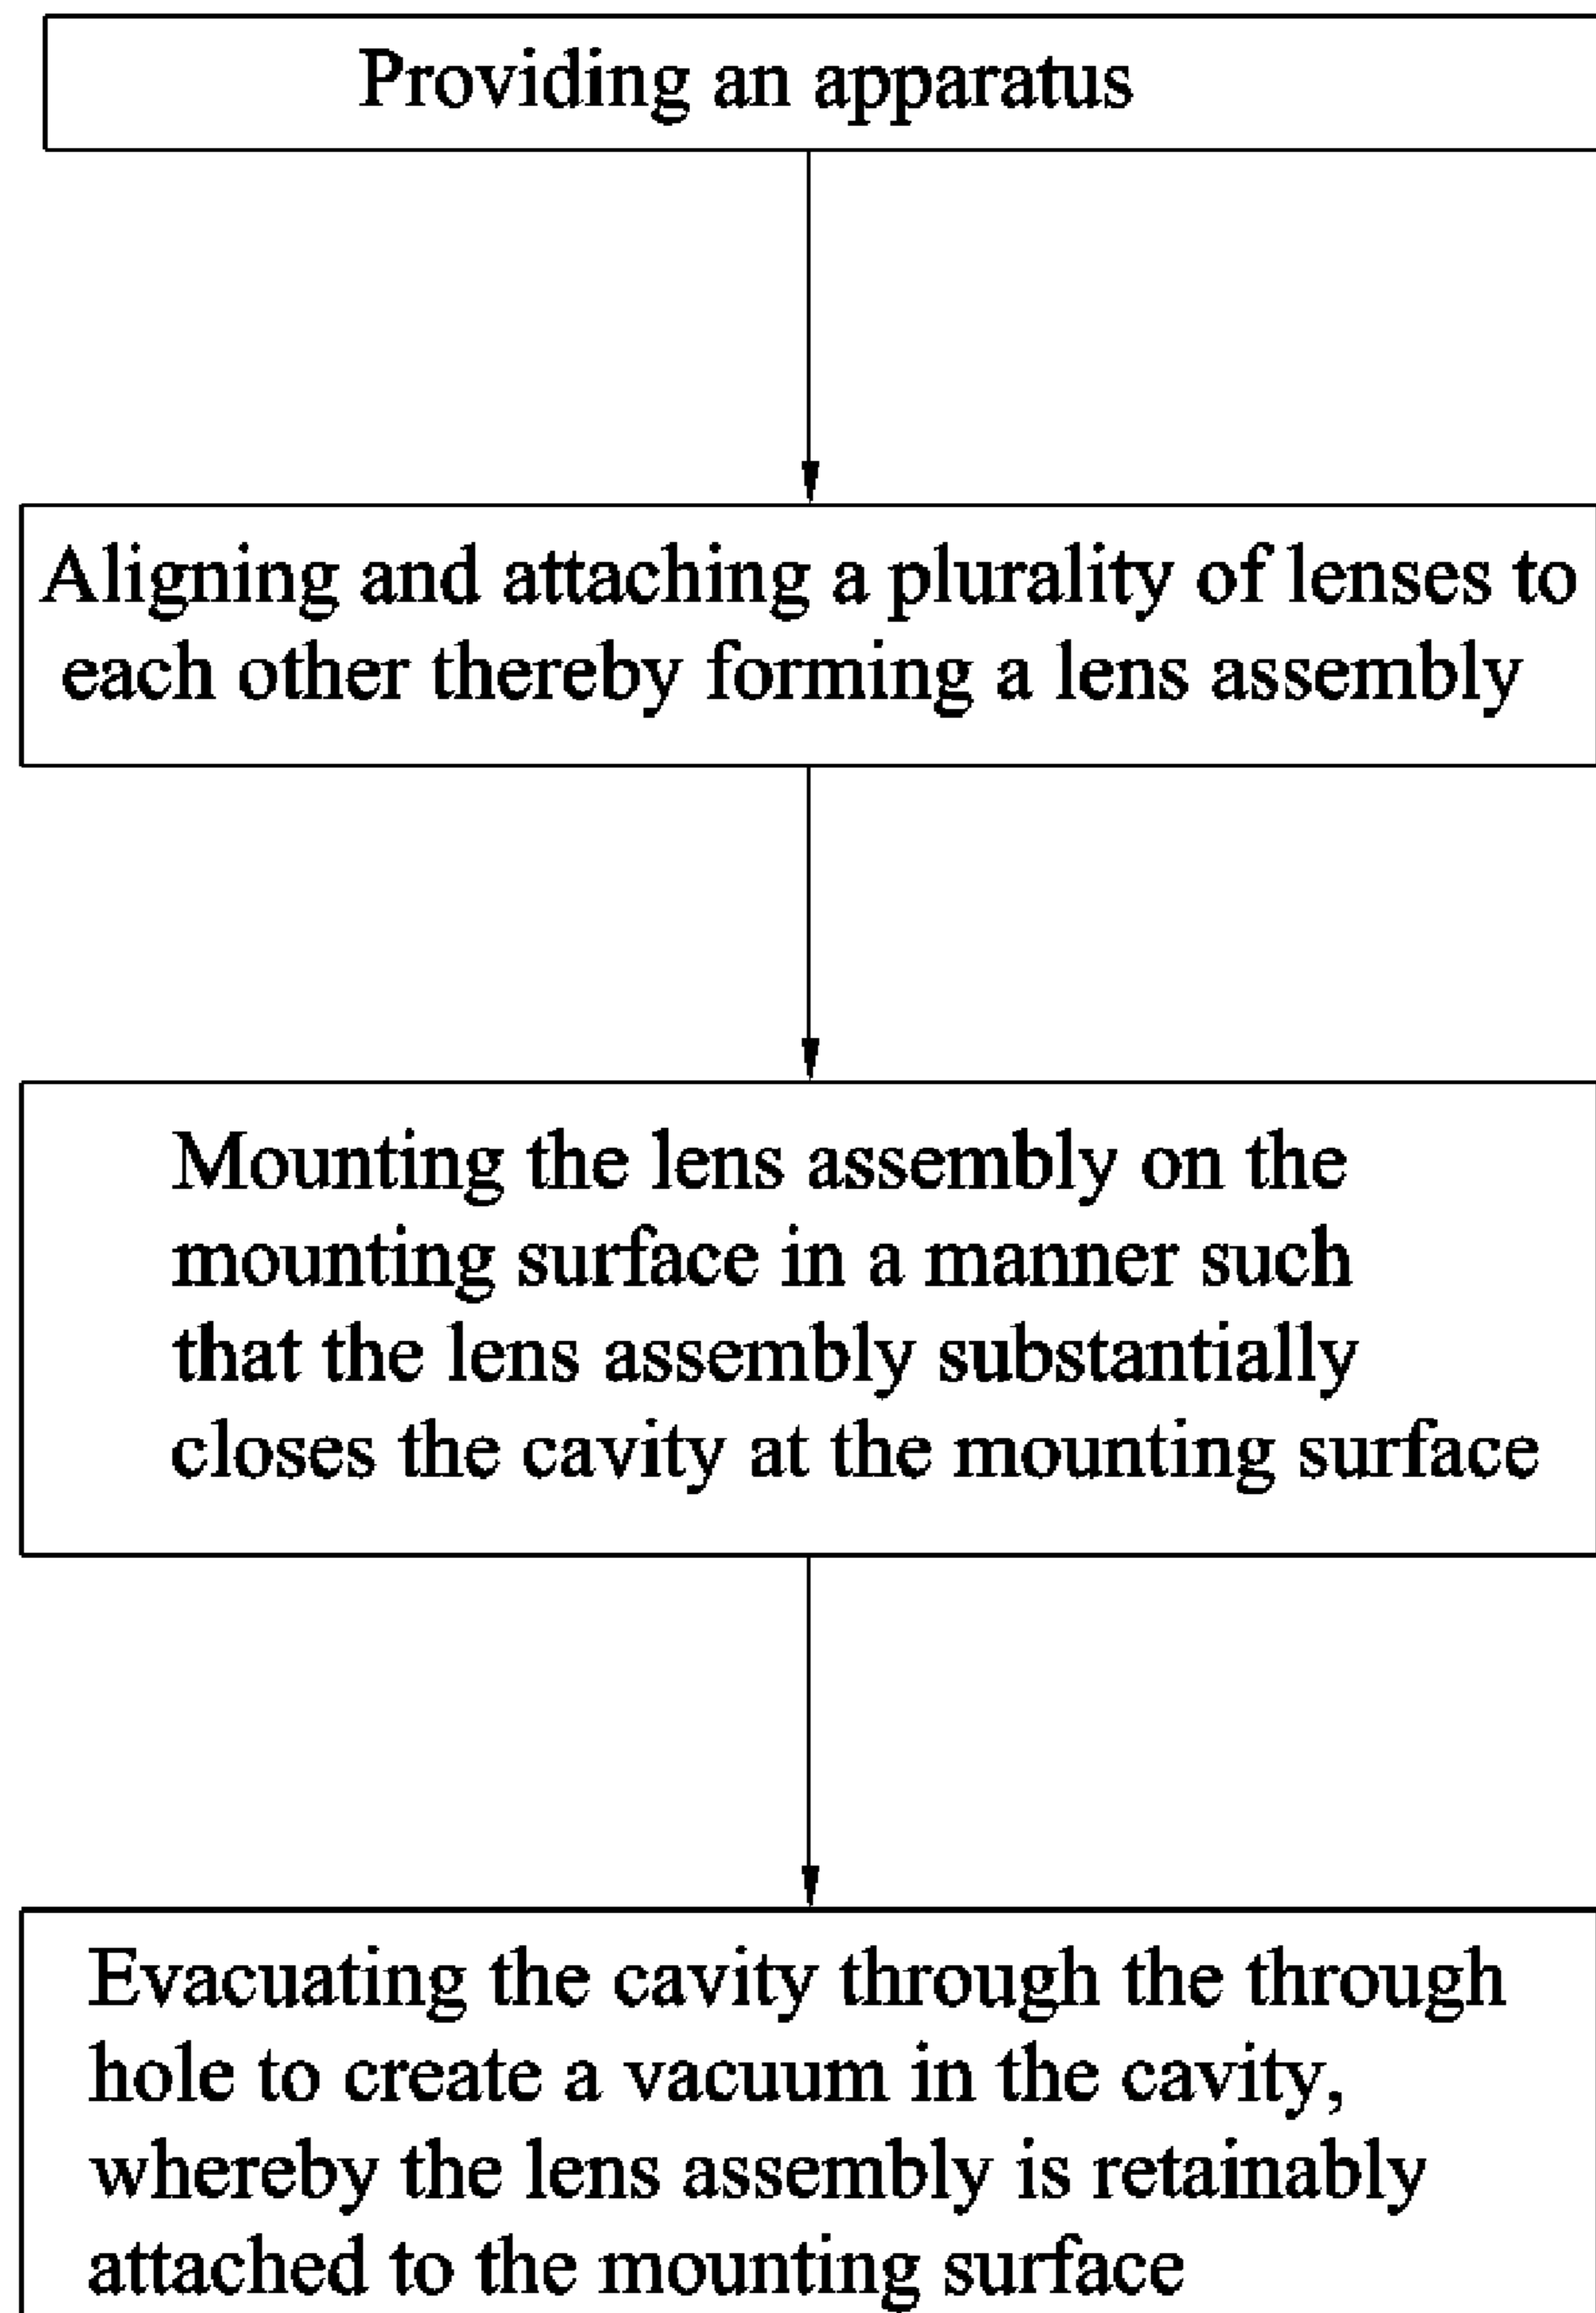 Providing an apparatus
Aligning and attaching a plurality of lenses to
each other thereby forming a lens assembly
Mounting the lens assembly on the
mounting surface in a manner such
that the lens assembly substantially
closes the cavity at the mounting surface
Evacuating the cavity through the through
hole to create a vacuum in the cavity,
whereby the lens assembly is retainably
attached to the mounting surface